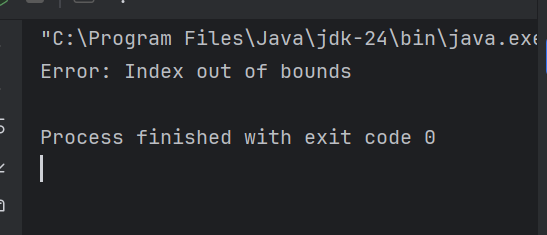 "C:\Program Files\Java\jdk-24\bin\java.exe
Error: Index out of bounds
Process finished with exit code 0